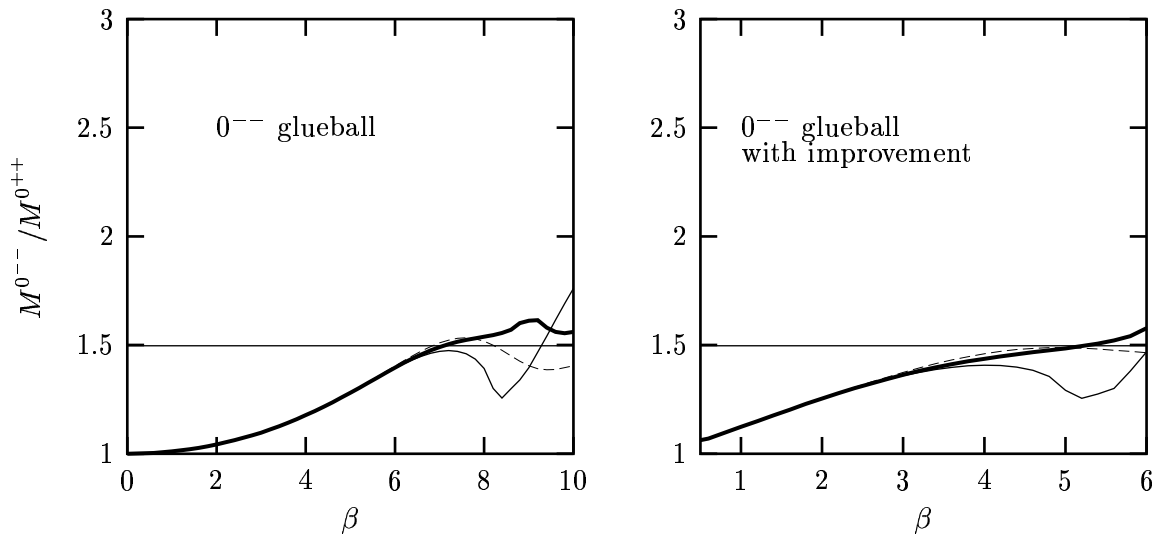 3
2.5
2
1.5
1
0 2 4 6 8 10
β
M^{0^{−−}}/M^{0^{++}}
0^{−−} glueball
3
2.5
2
1.5
1
1 2 3 4 5 6
β
0^{−−} glueball
with improvement